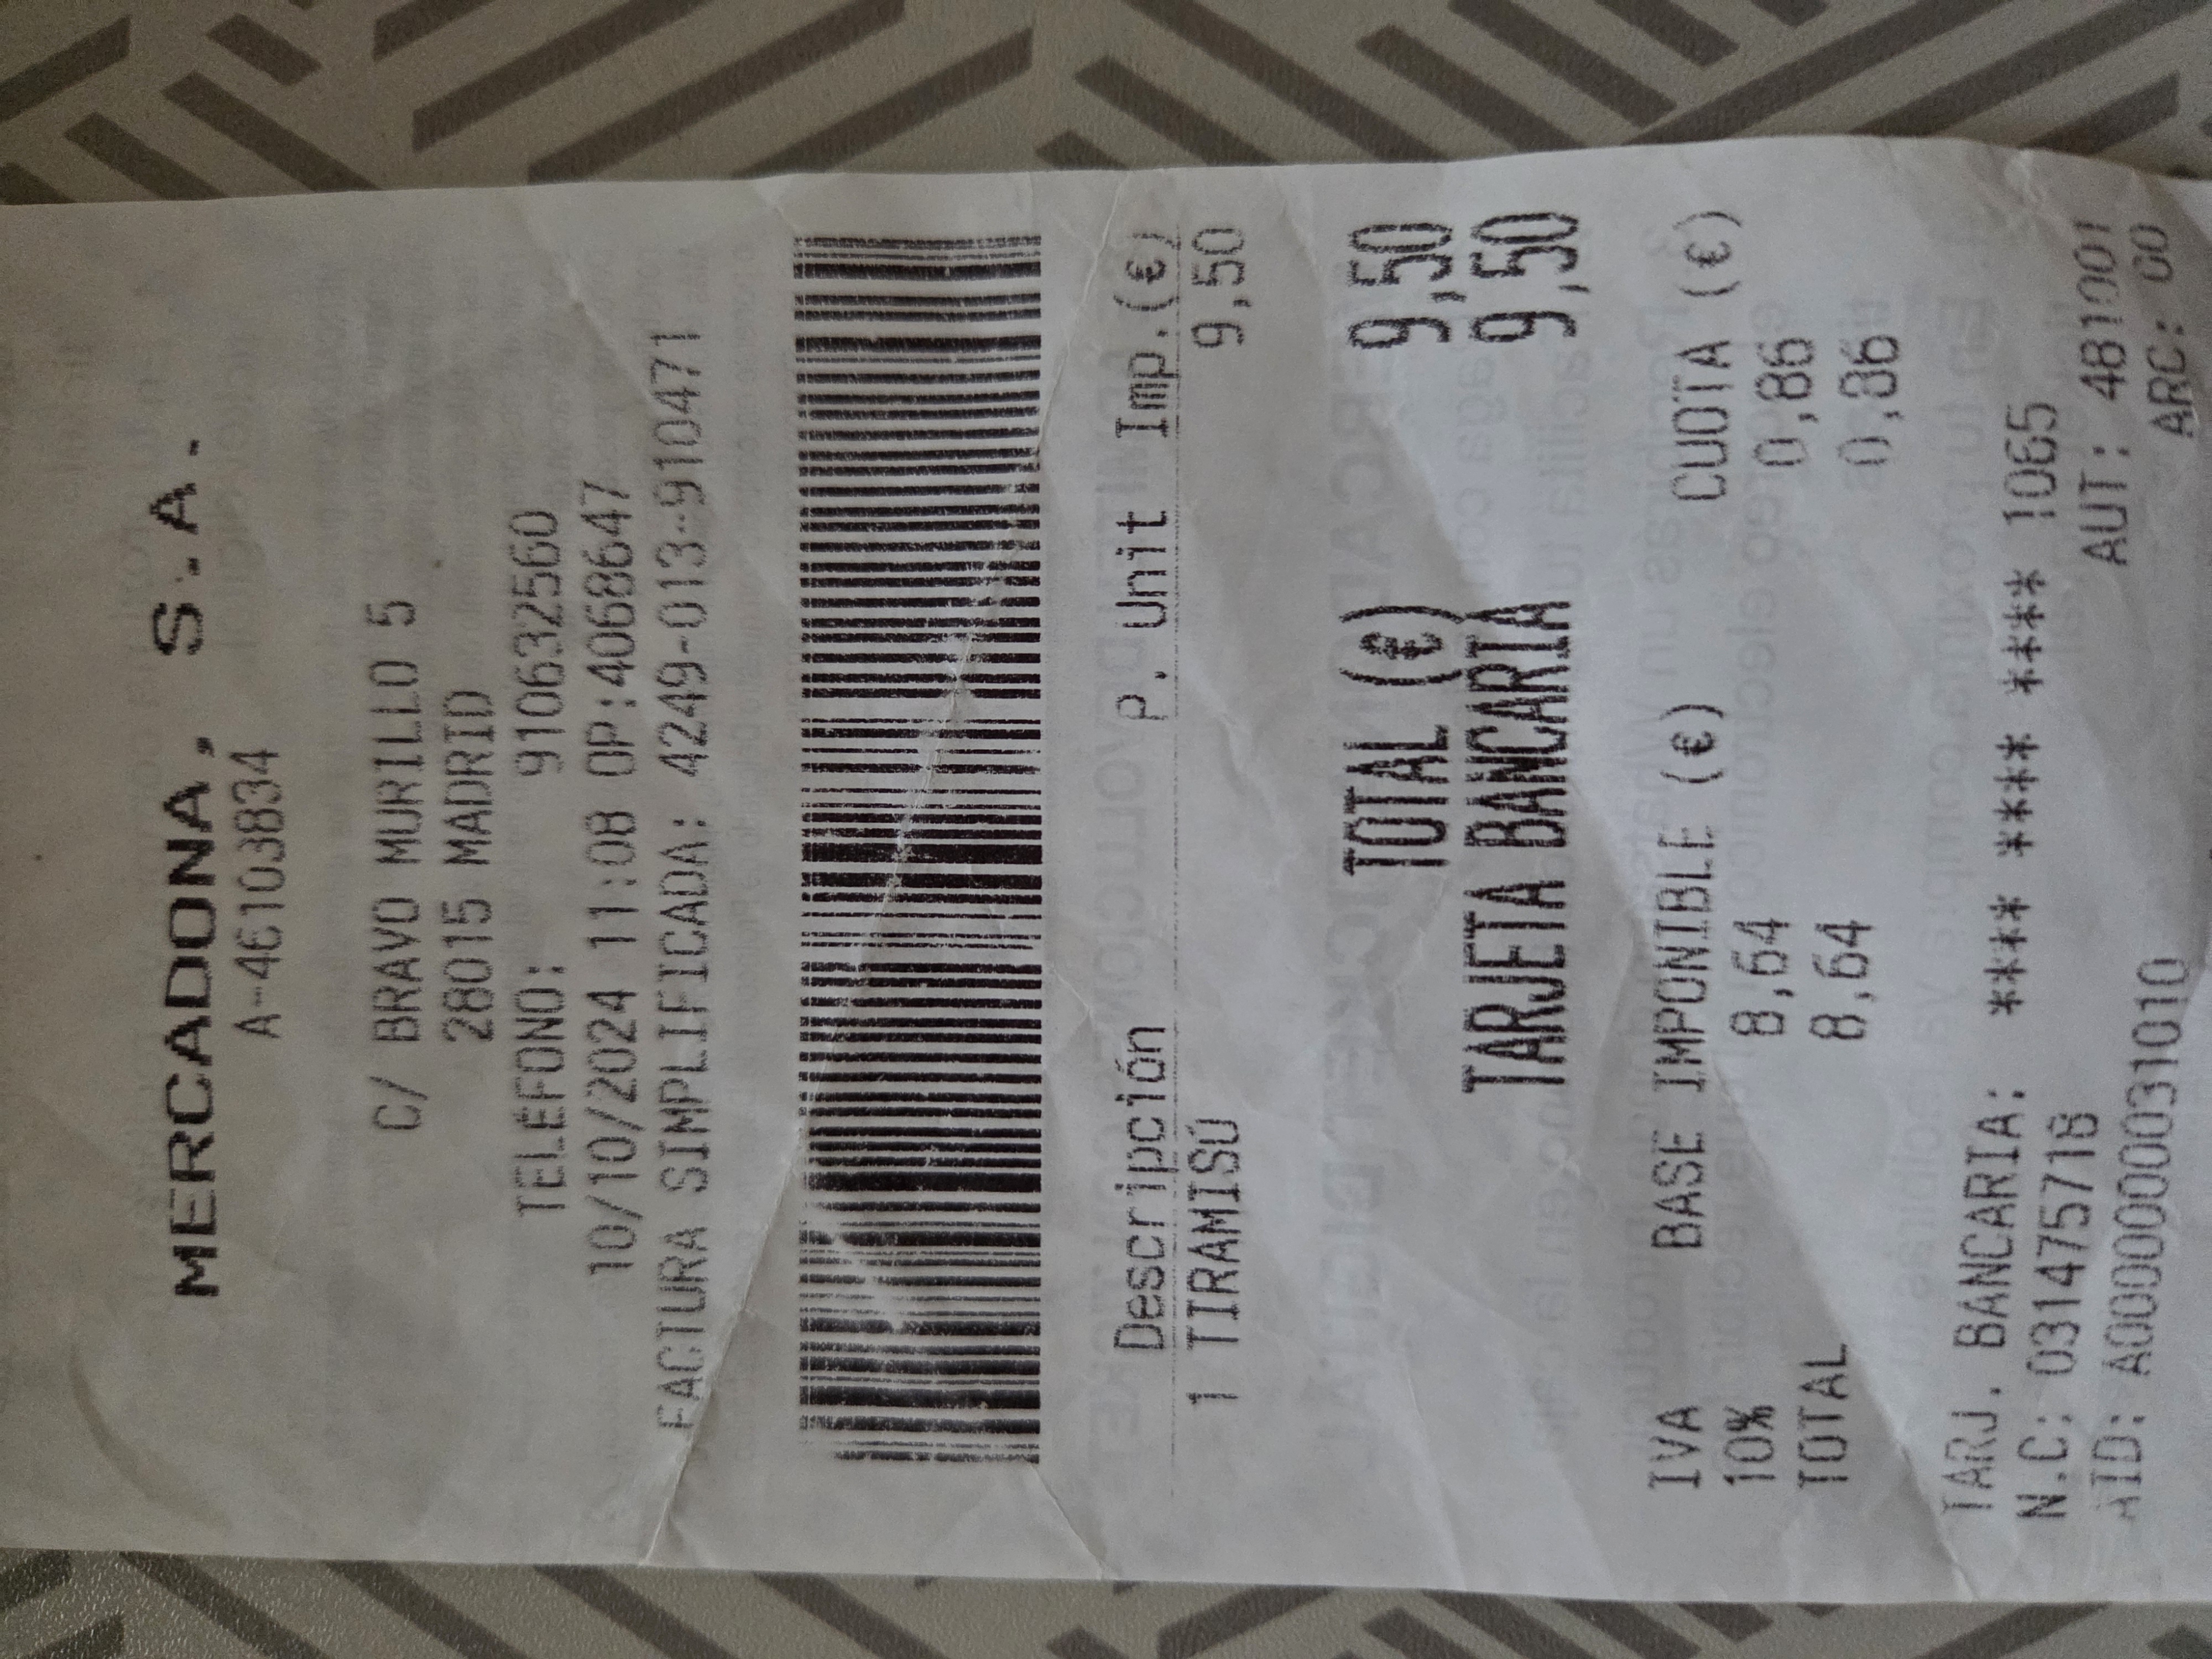 MERCADONA, S.A.
A-46103834
C/ BRAVO MURILLO 5
28015 MADRID
TELÉFONO: 910632560
10/10/2024 11:08 OP:4068647
FACTURA SIMPLIFICADA: 4249-013-910471
Descripción P. Unit Imp.(€)
1 TIRAMISÚ 9,50
TOTAL (€) 9,50
TARJETA BANCARIA 9,50
IVA BASE IMPONIBLE (€) CUOTA (€)
10% 8,64 0,86
TOTAL 8,64 0,86
TARJ. BANCARIA: **** **** **** 1065
N.C: 031475718 AUT: 481001
AID: A0000000031010 ARC: 00